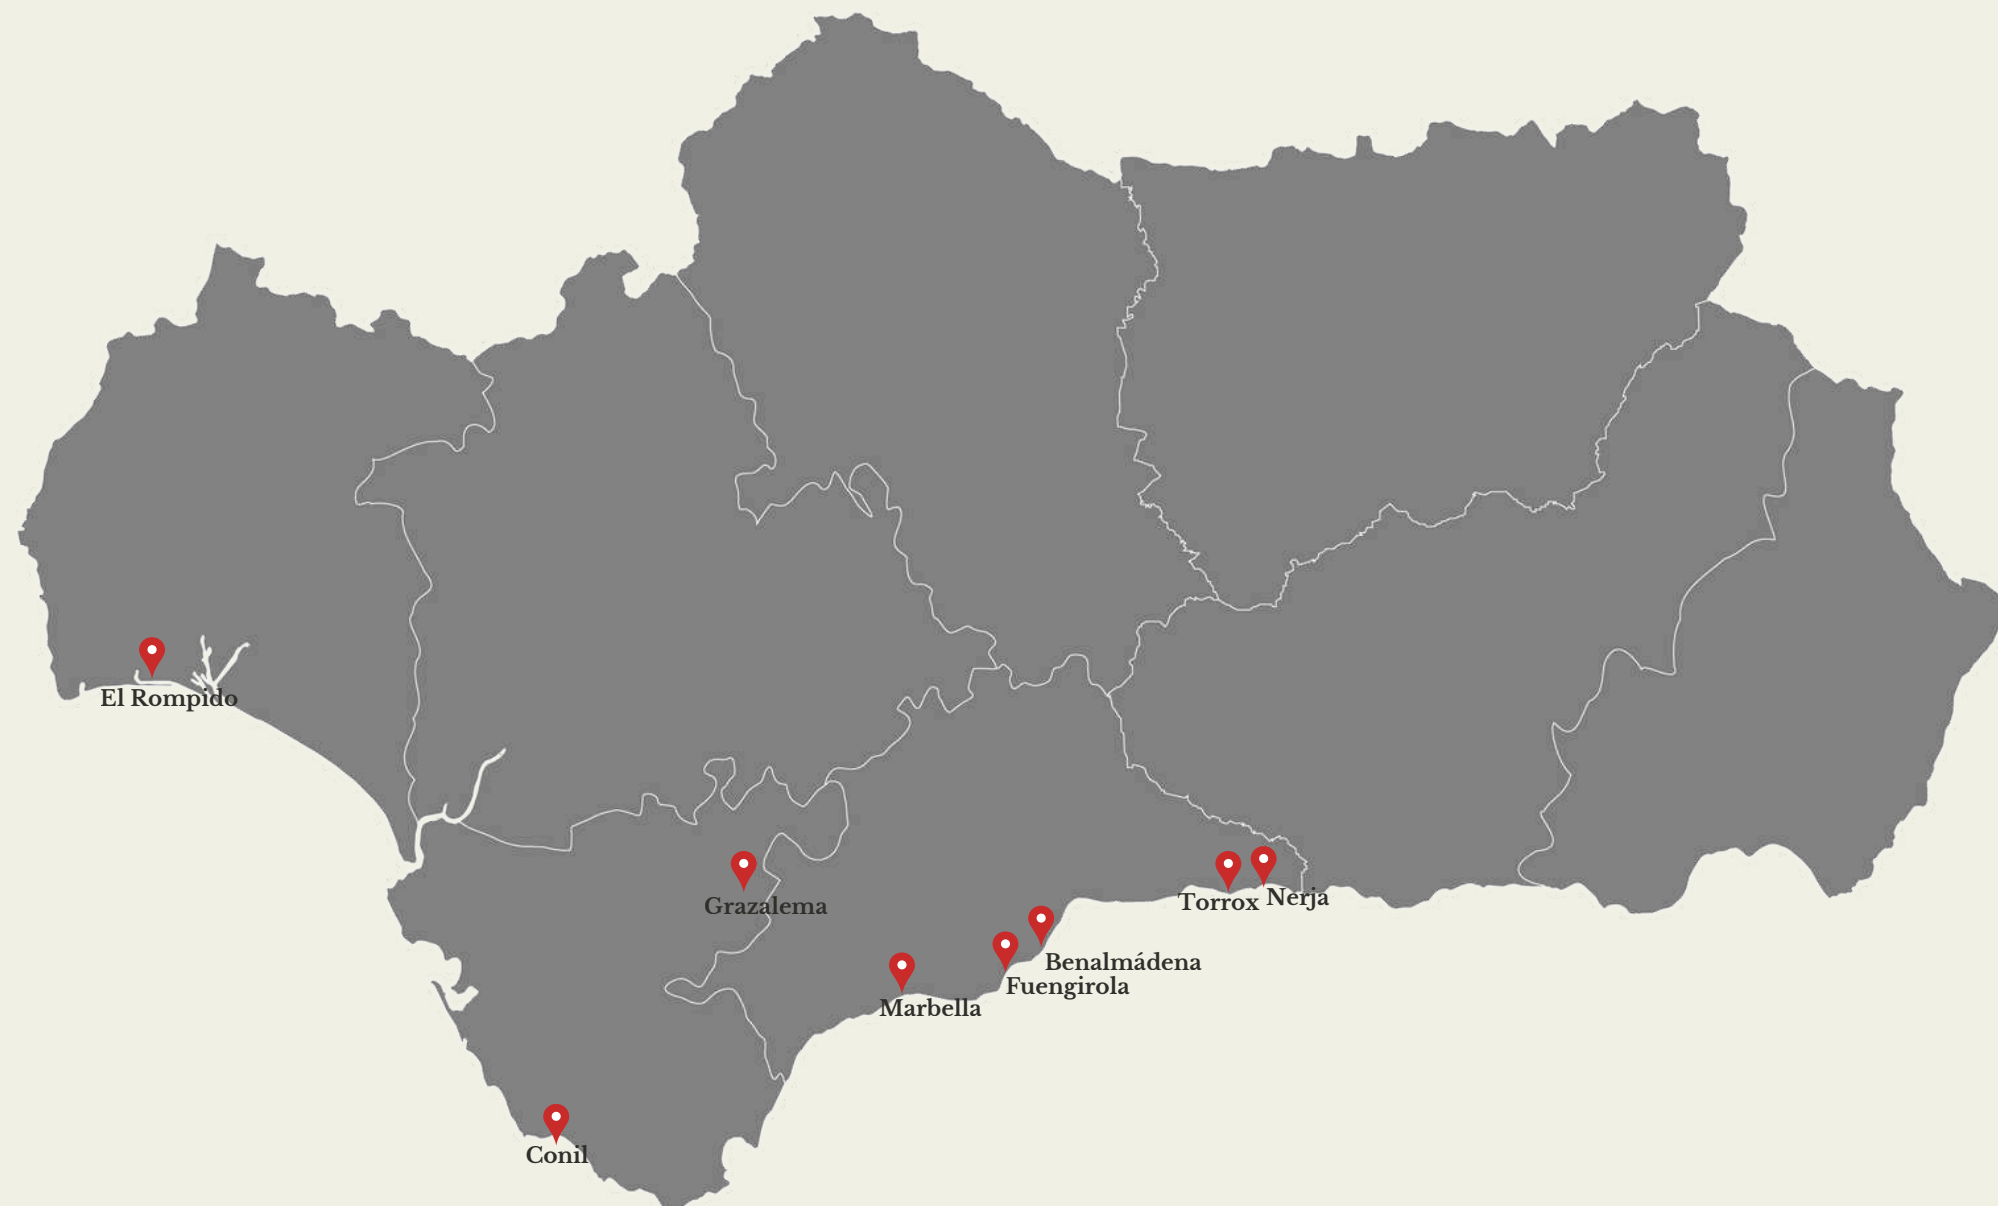 El Rompido
Grazalema
Torrox
Nerja
Benalmádena
Fuengirola
Marbella
Conil